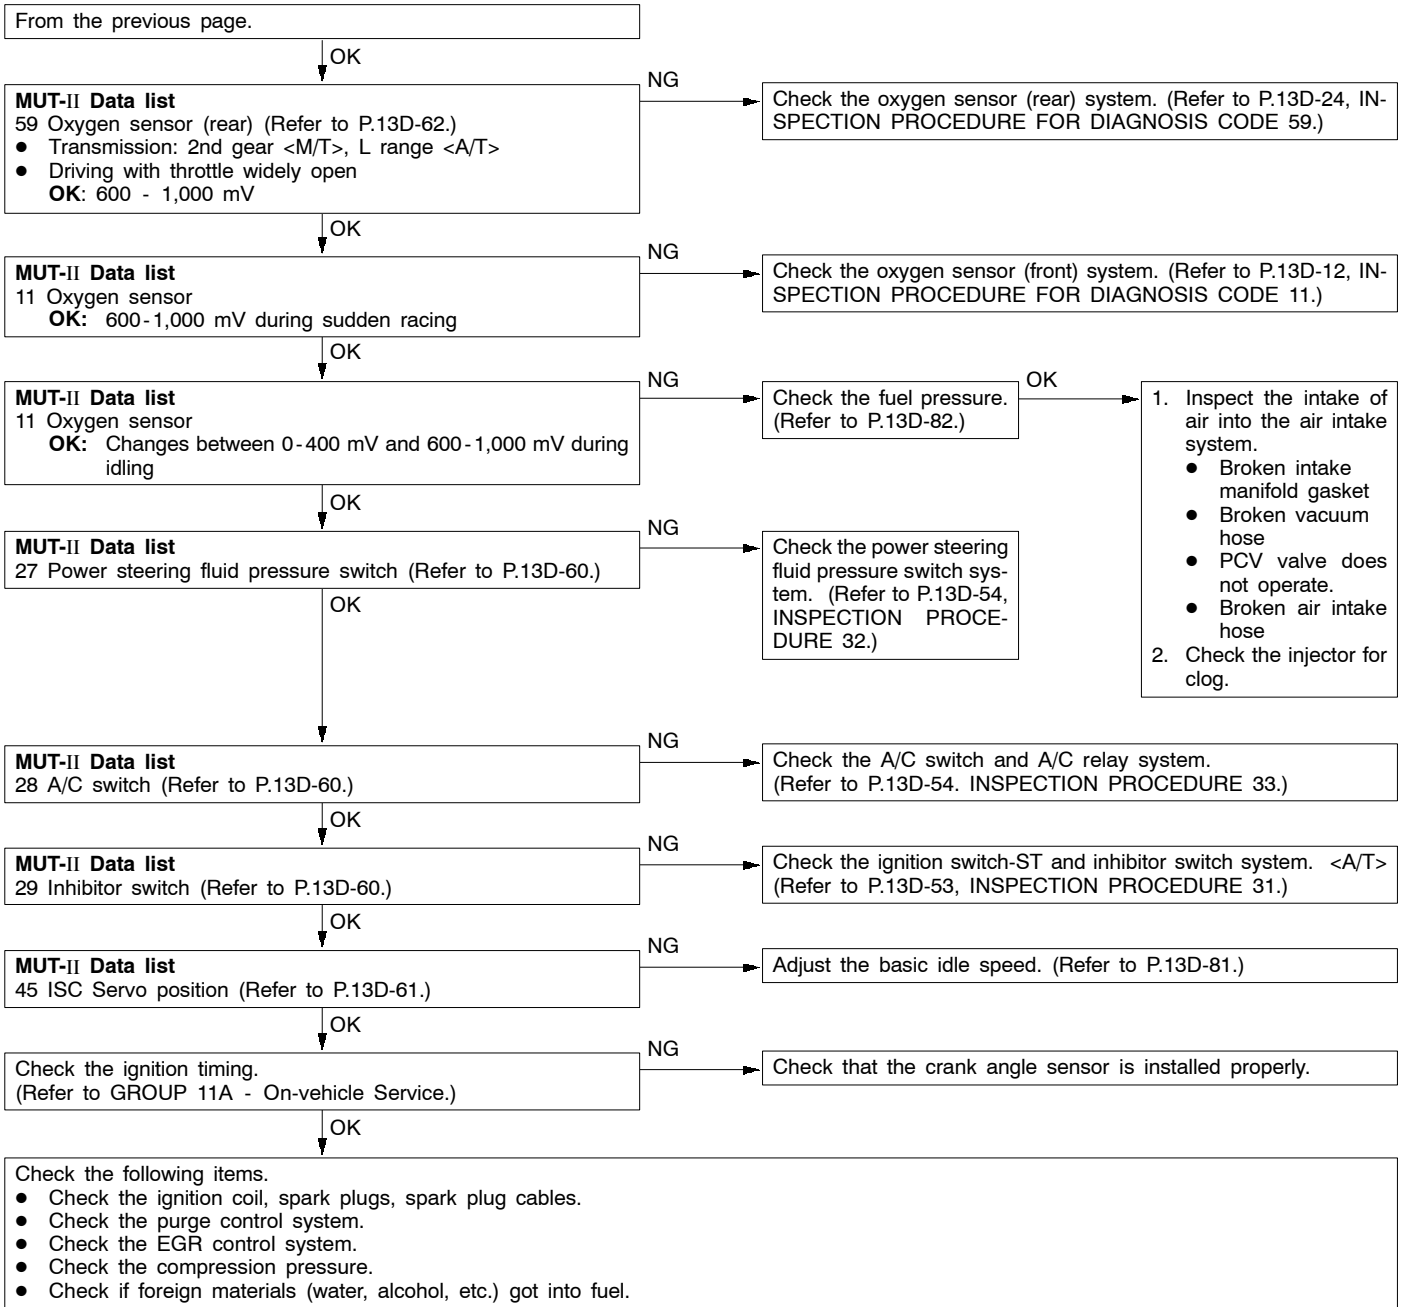 From the previous page.
OK
MUT-II Data list
59 Oxygen sensor (rear) (Refer to P.13D-62.)
● Transmission: 2nd gear <M/T>, L range <A/T>
● Driving with throttle widely open
OK: 600 - 1,000 mV
NG
Check the oxygen sensor (rear) system. (Refer to P.13D-24, IN-
SPECTION PROCEDURE FOR DIAGNOSIS CODE 59.)
OK
MUT-II Data list
11 Oxygen sensor
OK: 600-1,000 mV during sudden racing
NG
Check the oxygen sensor (front) system. (Refer to P.13D-12, IN-
SPECTION PROCEDURE FOR DIAGNOSIS CODE 11.)
OK
MUT-II Data list
11 Oxygen sensor
OK: Changes between 0-400 mV and 600-1,000 mV during
idling
NG
Check the fuel pressure.
(Refer to P.13D-82.)
OK
1. Inspect the intake of
air into the air intake
system.
● Broken intake
manifold gasket
● Broken vacuum
hose
● PCV valve does
not operate.
● Broken air intake
hose
2. Check the injector for
clog.
OK
MUT-II Data list
27 Power steering fluid pressure switch (Refer to P.13D-60.)
NG
Check the power steering
fluid pressure switch sys-
tem. (Refer to P.13D-54,
INSPECTION PROCE-
DURE 32.)
OK
MUT-II Data list
28 A/C switch (Refer to P.13D-60.)
NG
Check the A/C switch and A/C relay system.
(Refer to P.13D-54. INSPECTION PROCEDURE 33.)
OK
MUT-II Data list
29 Inhibitor switch (Refer to P.13D-60.)
NG
Check the ignition switch-ST and inhibitor switch system. <A/T>
(Refer to P.13D-53, INSPECTION PROCEDURE 31.)
OK
MUT-II Data list
45 ISC Servo position (Refer to P.13D-61.)
NG
Adjust the basic idle speed. (Refer to P.13D-81.)
OK
Check the ignition timing.
(Refer to GROUP 11A - On-vehicle Service.)
NG
Check that the crank angle sensor is installed properly.
OK
Check the following items.
● Check the ignition coil, spark plugs, spark plug cables.
● Check the purge control system.
● Check the EGR control system.
● Check the compression pressure.
● Check if foreign materials (water, alcohol, etc.) got into fuel.